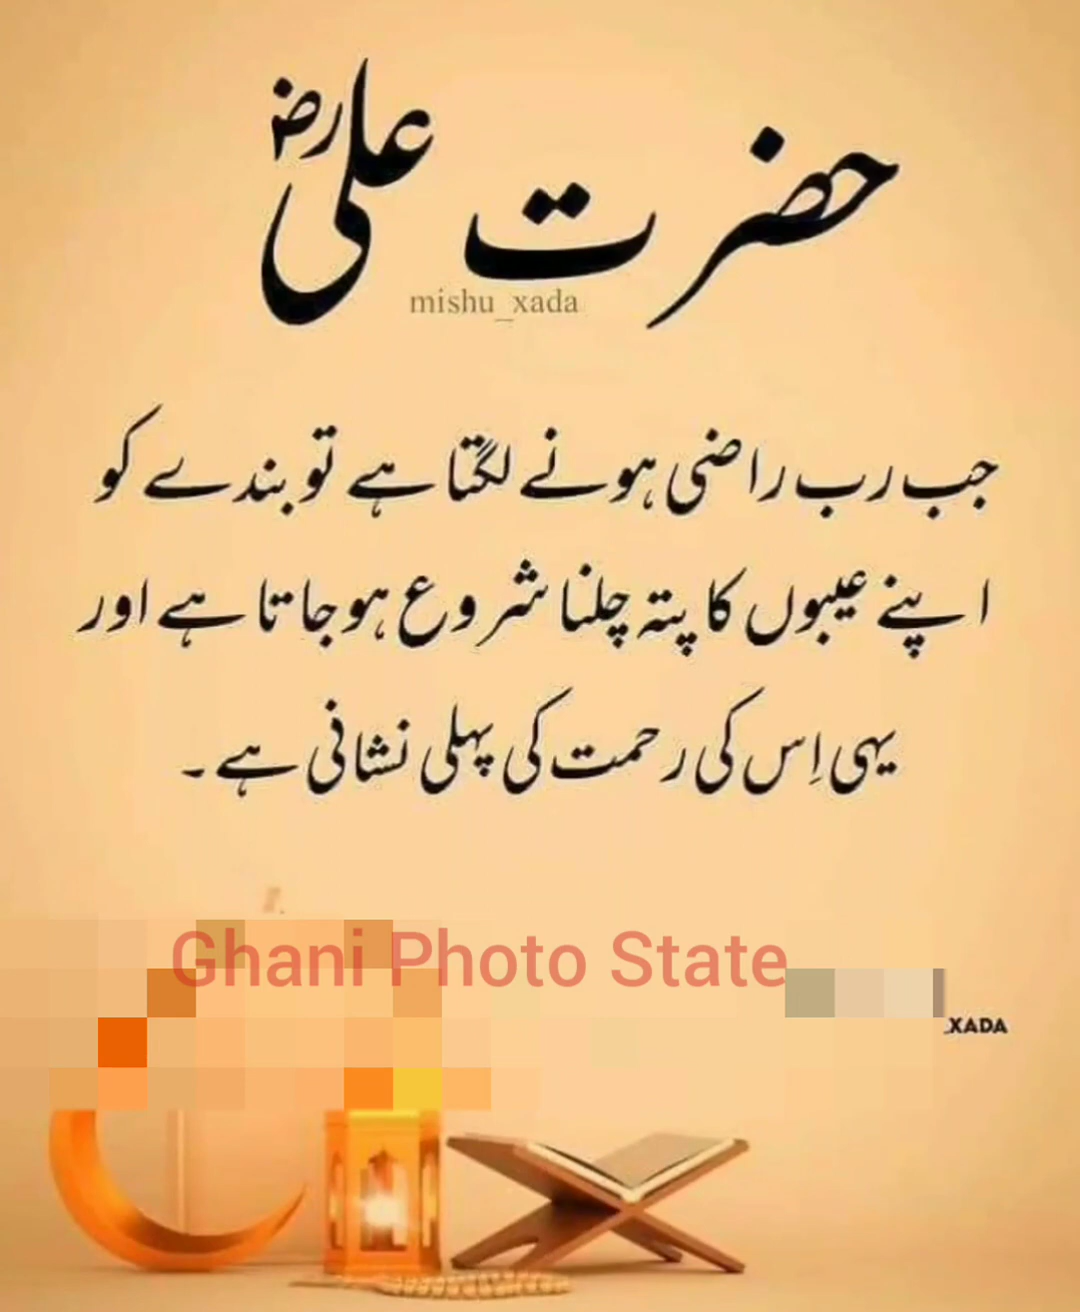 حضرت علی رض
mishu_xada
جب رب راضی ہونے لگتا ہے تو بندے کو
اپنے عیبوں کا پتہ چلنا شروع ہو جاتا ہے اور
یہی اِس کی رحمت کی پہلی نشانی ہے۔
Ghani Photo State
XADA